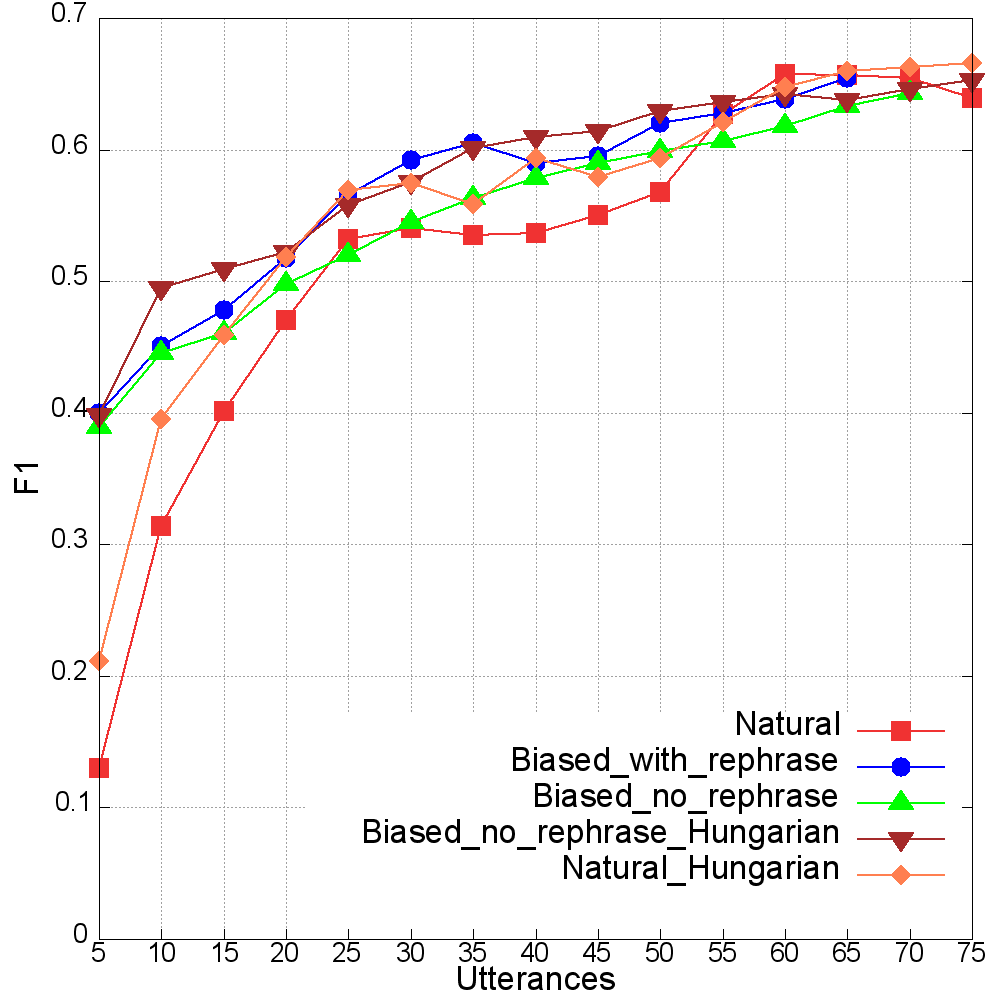 0.7
0.6
0.5
0.4
0.3
0.2
0.1
0
F1
Natural
Biased_with_rephrase
Biased_no_rephrase
Biased_no_rephrase_Hungarian
Natural_Hungarian
5 10 15 20 25 30 35 40 45 50 55 60 65 70 75
Utterances